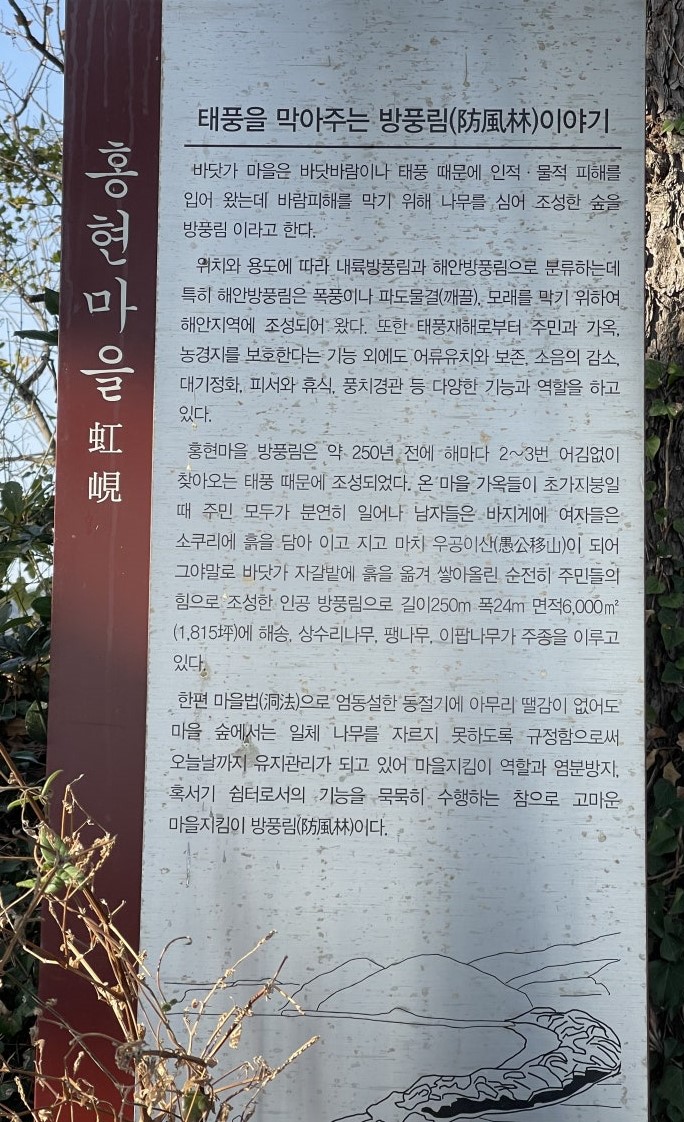 홍현마을 虹峴
태풍을 막아주는 방풍림(防風林)이야기
바닷가 마을은 바닷바람이나 태풍 때문에 인적·물적 피해를
입어 왔는데 바람피해를 막기 위해 나무를 심어 조성한 숲을
방풍림 이라고 한다.
위치와 용도에 따라 내륙방풍림과 해안방풍림으로 분류하는데
특히 해안방풍림은 폭풍이나 파도물결(깨꼴), 모래를 막기 위하여
해안지역에 조성되어 왔다. 또한 태풍재해로부터 주민과 가옥,
농경지를 보호한다는 기능 외에도 어류유치와 보존, 소음의 감소,
대기정화, 피서와 휴식, 풍치경관 등 다양한 기능과 역할을 하고
있다.
홍현마을 방풍림은 약 250년 전에 해마다 2~3번 어김없이
찾아오는 태풍 때문에 조성되었다. 온 마을 가옥들이 초가지붕일
때 주민 모두가 분연히 일어나 남자들은 바지게에 여자들은
소쿠리에 흙을 담아 이고 지고 마치 우공이산(愚公移山)이 되어
그야말로 바닷가 자갈밭에 흙을 옮겨 쌓아올린 순전히 주민들의
힘으로 조성한 인공 방풍림으로 길이250m 폭24m 면적6,000㎡
(1,815坪)에 해송, 상수리나무, 팽나무, 이팝나무가 주종을 이루고
있다.
한편 마을법(洞法)으로 엄동설한 동절기에 아무리 땔감이 없어도
마을 숲에서는 일체 나무를 자르지 못하도록 규정함으로써
오늘날까지 유지관리가 되고 있어 마을지킴이 역할과 염분방지,
혹서기 쉼터로서의 기능을 묵묵히 수행하는 참으로 고마운
마을지킴이 방풍림(防風林)이다.